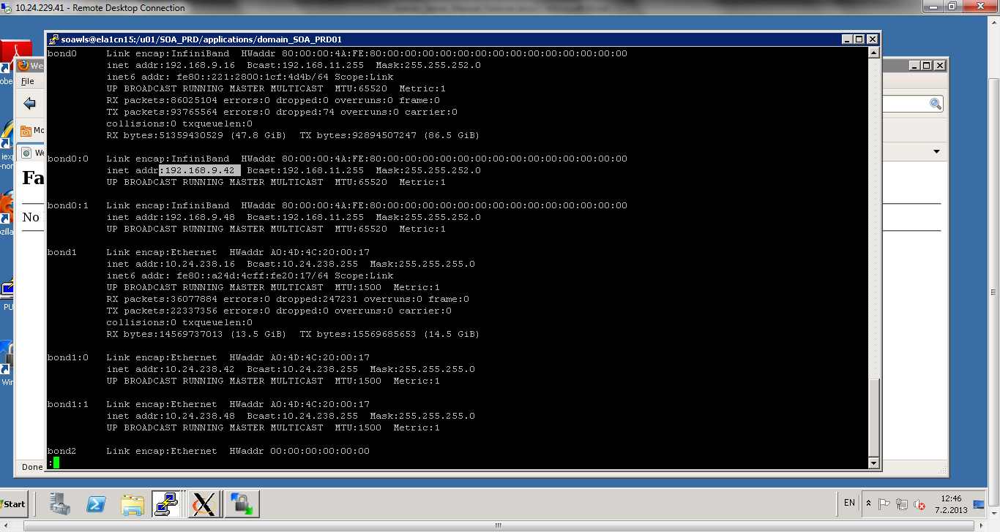 10.24.229.41 - Remote Desktop Connection
soawls@ela1cn15:/u01/SOA_PRD/applications/domain_SOA_PRD01
bond0 Link encap:InfiniBand HWaddr 80:00:00:4A:FE:80:00:00:00:00:00:00:00:00:00:00:00:00:00:00
inet addr:192.168.9.16 Bcast:192.168.11.255 Mask:255.255.252.0
inet6 addr: fe80::221:2800:1cf:4d4b/64 Scope:Link
UP BROADCAST RUNNING MASTER MULTICAST MTU:65520 Metric:1
RX packets:86025104 errors:0 dropped:0 overruns:0 frame:0
TX packets:93765564 errors:0 dropped:74 overruns:0 carrier:0
collisions:0 txqueuelen:0
RX bytes:51359430529 (47.8 GiB) TX bytes:92894507247 (86.5 GiB)
bond0:0 Link encap:InfiniBand HWaddr 80:00:00:4A:FE:80:00:00:00:00:00:00:00:00:00:00:00:00:00:00
inet addr:192.168.9.42 Bcast:192.168.11.255 Mask:255.255.252.0
UP BROADCAST RUNNING MASTER MULTICAST MTU:65520 Metric:1
bond0:1 Link encap:InfiniBand HWaddr 80:00:00:4A:FE:80:00:00:00:00:00:00:00:00:00:00:00:00:00:00
inet addr:192.168.9.48 Bcast:192.168.11.255 Mask:255.255.252.0
UP BROADCAST RUNNING MASTER MULTICAST MTU:65520 Metric:1
bond1 Link encap:Ethernet HWaddr A0:4D:4C:20:00:17
inet addr:10.24.238.16 Bcast:10.24.238.255 Mask:255.255.255.0
inet6 addr: fe80::a24d:4cff:fe20:17/64 Scope:Link
UP BROADCAST RUNNING MASTER MULTICAST MTU:1500 Metric:1
RX packets:36077884 errors:0 dropped:247231 overruns:0 frame:0
TX packets:22337356 errors:0 dropped:0 overruns:0 carrier:0
collisions:0 txqueuelen:0
RX bytes:14569737013 (13.5 GiB) TX bytes:15569685653 (14.5 GiB)
bond1:0 Link encap:Ethernet HWaddr A0:4D:4C:20:00:17
inet addr:10.24.238.42 Bcast:10.24.238.255 Mask:255.255.255.0
UP BROADCAST RUNNING MASTER MULTICAST MTU:1500 Metric:1
bond1:1 Link encap:Ethernet HWaddr A0:4D:4C:20:00:17
inet addr:10.24.238.48 Bcast:10.24.238.255 Mask:255.255.255.0
UP BROADCAST RUNNING MASTER MULTICAST MTU:1500 Metric:1
bond2 Link encap:Ethernet HWaddr 00:00:00:00:00:00
:
We
File
Mo
We
Fa
No
Done
obe
iex
-nor
ozilla
PU
Win
Start
EN
12:46
7.2.2013